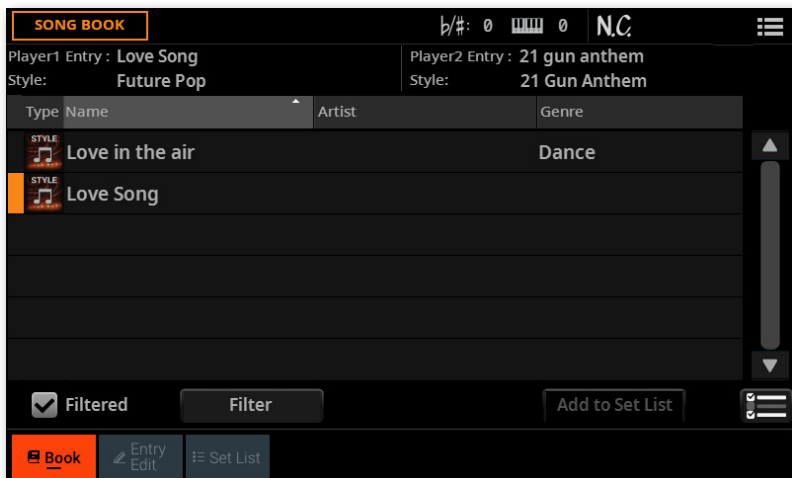 SONG BOOK ♭/#: 0 0 N.C.
Player1 Entry : Love Song Player2 Entry : 21 gun anthem
Style: Future Pop Style: 21 Gun Anthem
Type Name Artist Genre
STYLE Love in the air Dance
STYLE Love Song
Filtered Filter Add to Set List
Book Entry Edit Set List